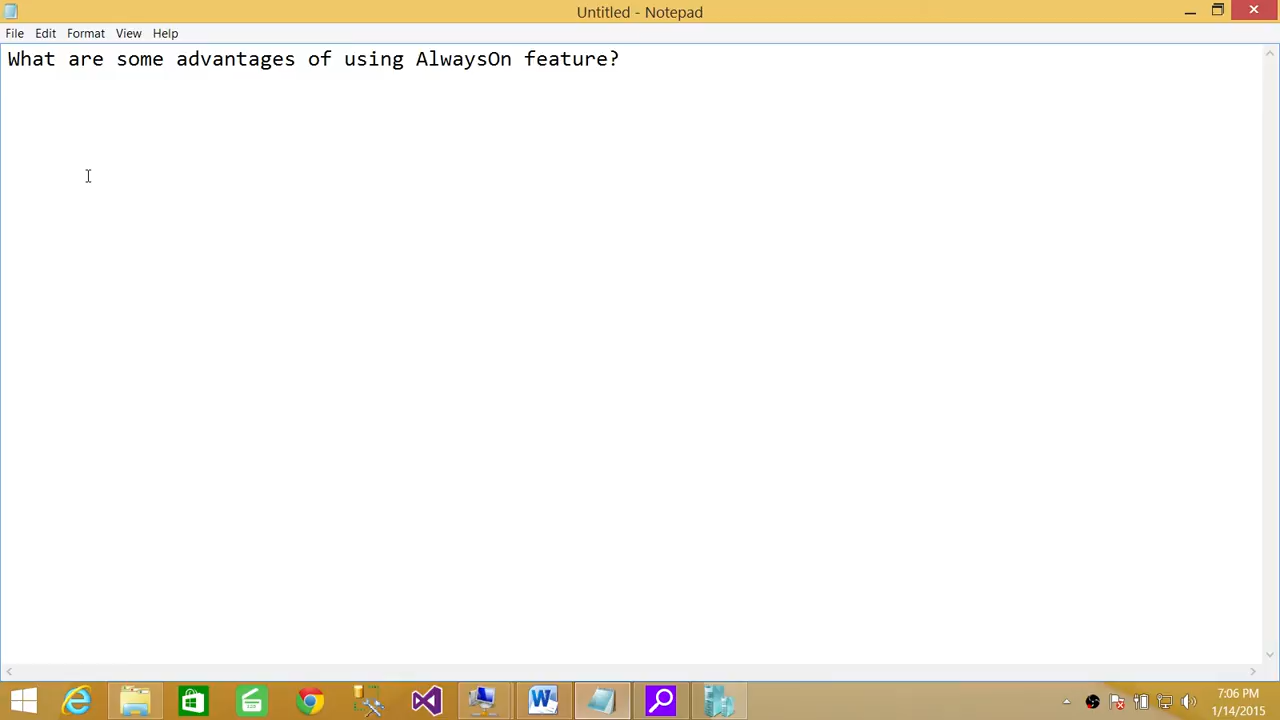 Untitled - Notepad
File Edit Format View Help
What are some advantages of using AlwaysOn feature?
7:06 PM
1/14/2015